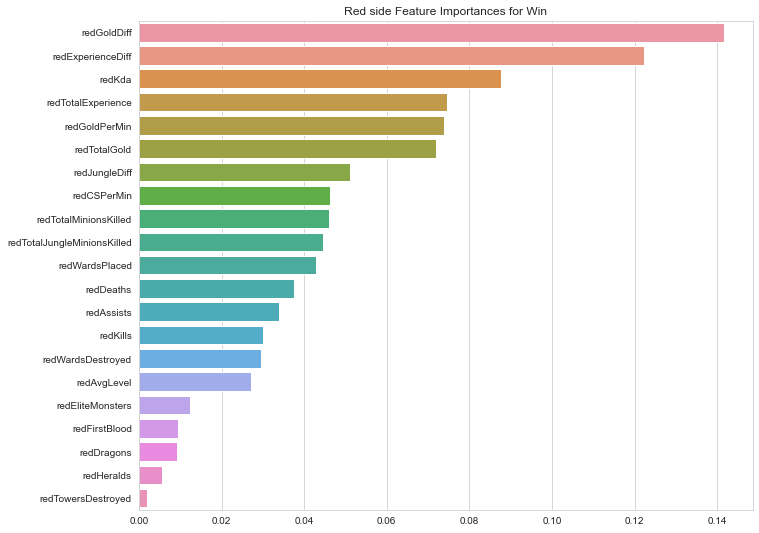 Red side Feature Importances for Win
redGoldDiff
redExperienceDiff
redKda
redTotalExperience
redGoldPerMin
redTotalGold
redJungleDiff
redCSPerMin
redTotalMinionsKilled
redTotalJungleMinionsKilled
redWardsPlaced
redDeaths
redAssists
redKills
redWardsDestroyed
redAvgLevel
redEliteMonsters
redFirstBlood
redDragons
redHeralds
redTowersDestroyed
0.00 0.02 0.04 0.06 0.08 0.10 0.12 0.14